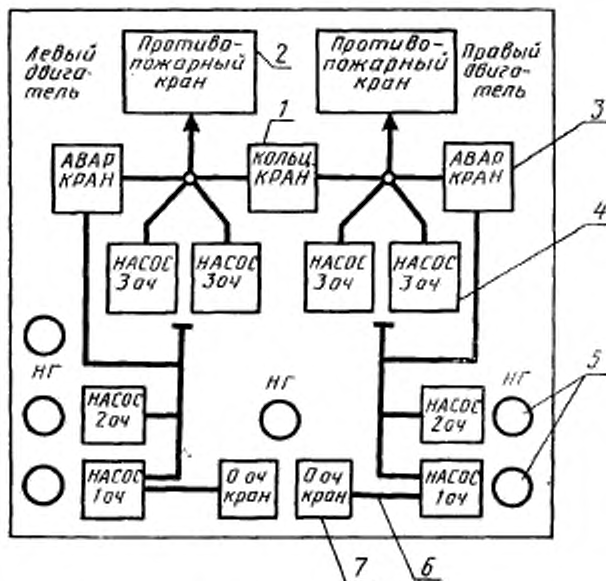 Левый
двига-
тель
Противо-
пожарный
кран
2
Противо-
пожарный
кран
Правый
двига-
тель
1
3
АВАР
КРАН
КОЛЬЦ
КРАН
АВАР
КРАН
4
НАСОС
3 оч
НАСОС
3 оч
НАСОС
3 оч
НАСОС
3 оч
5
НГ
НГ
НГ
НАСОС
2 оч
НАСОС
2 оч
НАСОС
1 оч
0 оч
кран
0 оч
кран
НАСОС
1 оч
7
6